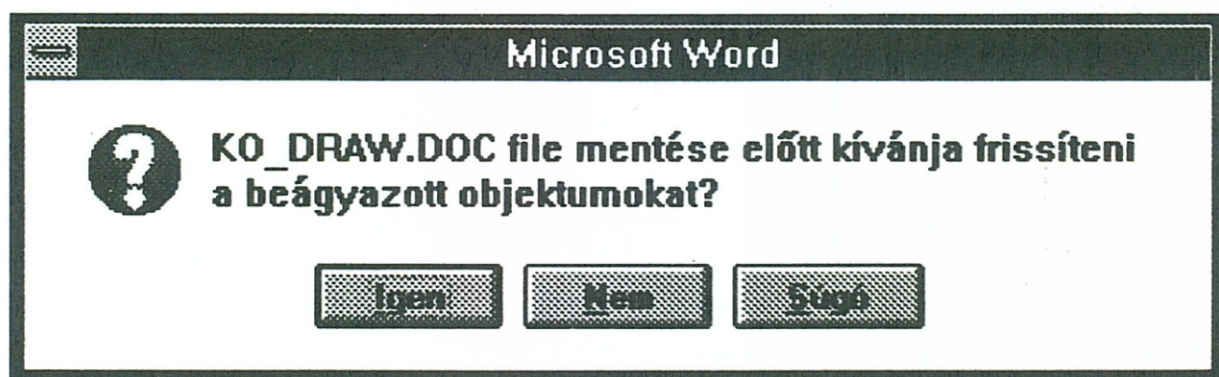 Microsoft Word
KO_DRAW.DOC file mentése előtt kívánja frissíteni
a beágyazott objektumokat?
Igen
Nem
Súgó